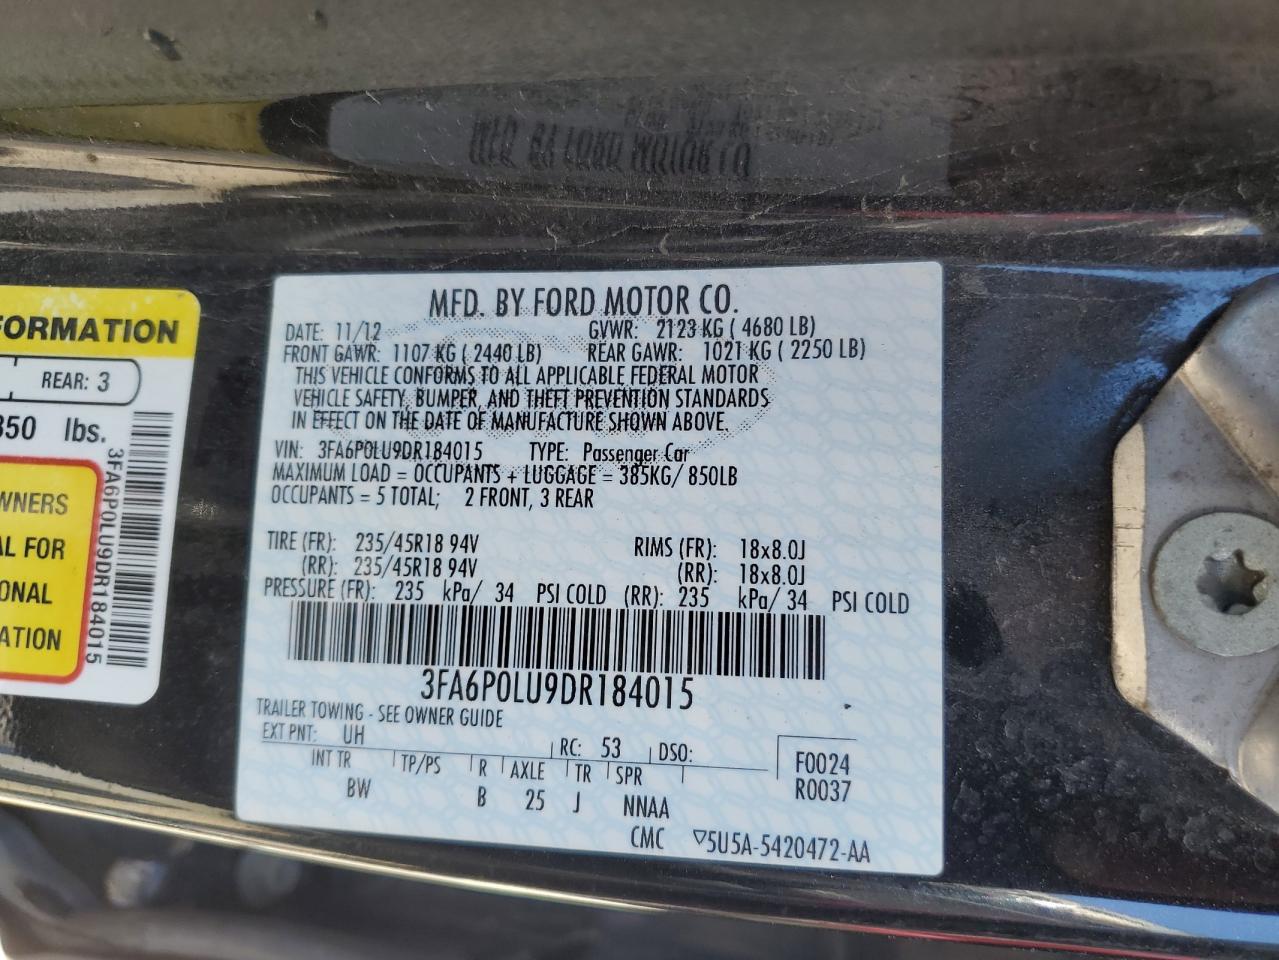 FORMATION
REAR: 3
850 lbs.
WNERS
AL FOR
ONAL
ATION
3FA6P0LU9DR184015
MFD. BY FORD MOTOR CO.
DATE: 11/12 GVWR: 2123 KG ( 4680 LB)
FRONT GAWR: 1107 KG ( 2440 LB) REAR GAWR: 1021 KG ( 2250 LB)
THIS VEHICLE CONFORMS TO ALL APPLICABLE FEDERAL MOTOR
VEHICLE SAFETY, BUMPER, AND THEFT PREVENTION STANDARDS
IN EFFECT ON THE DATE OF MANUFACTURE SHOWN ABOVE.
VIN: 3FA6P0LU9DR184015 TYPE: Passenger Car
MAXIMUM LOAD = OCCUPANTS + LUGGAGE = 385KG/ 850LB
OCCUPANTS = 5 TOTAL; 2 FRONT, 3 REAR
TIRE (FR): 235/45R18 94V RIMS (FR): 18x8.0J
(RR): 235/45R18 94V (RR): 18x8.0J
PRESSURE (FR): 235 kPa/ 34 PSI COLD (RR): 235 kPa/ 34 PSI COLD
3FA6P0LU9DR184015
TRAILER TOWING - SEE OWNER GUIDE
EXT PNT: UH RC: 53 DSO:
INT TR TP/PS R AXLE TR SPR F0024
BW B 25 J NNAA R0037
CMC ▽5U5A-5420472-AA